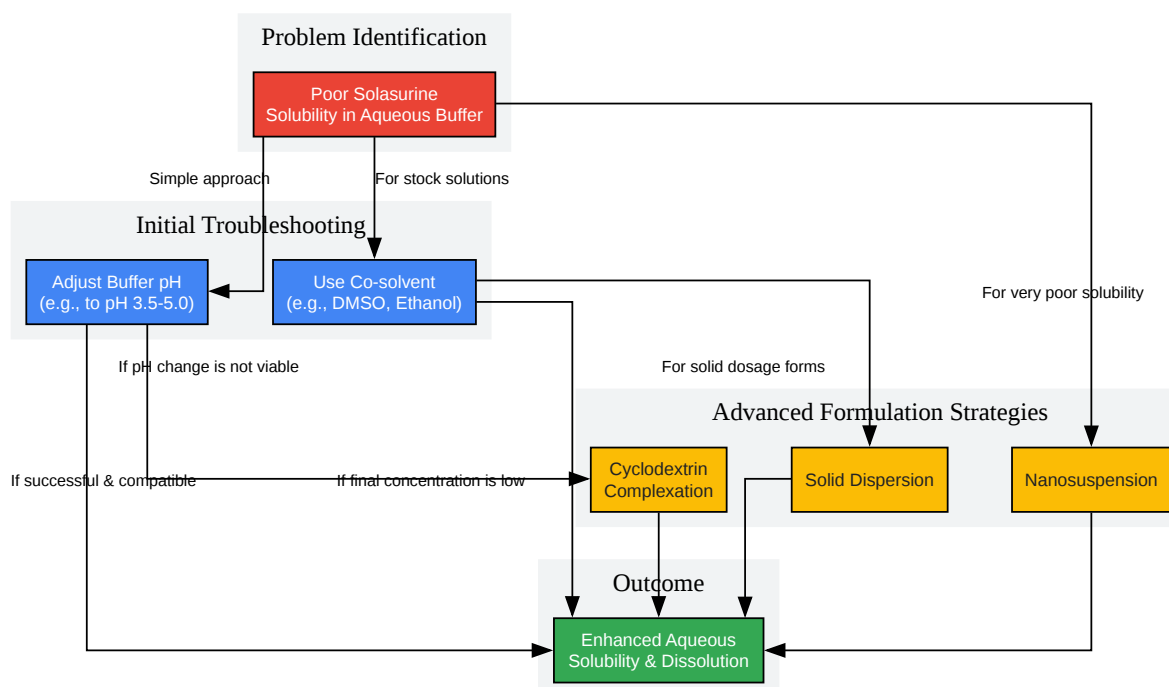 Problem Identification
Poor Solasurine
Solubility in Aqueous Buffer
Simple approach
For stock solutions
Initial Troubleshooting
Adjust Buffer pH
(e.g., to pH 3.5-5.0)
Use Co-solvent
(e.g., DMSO, Ethanol)
For very poor solubility
If pH change is not viable
For solid dosage forms
Advanced Formulation Strategies
If successful & compatible
If final concentration is low
Cyclodextrin
Complexation
Solid Dispersion
Nanosuspension
Outcome
Enhanced Aqueous
Solubility & Dissolution